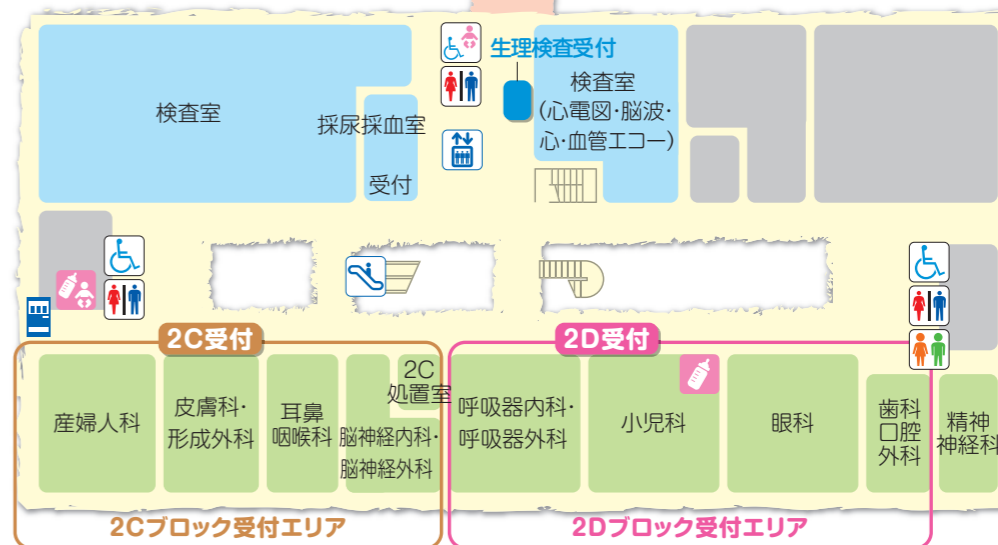 生理検査受付
検査室
採尿採血室
受付
検査室
(心電図・脳波・
心・血管エコー)
2C受付
2D受付
産婦人科
皮膚科・
形成外科
耳鼻
咽喉科
2C
処置室
脳神経内科・
脳神経外科
呼吸器内科・
呼吸器外科
小児科
眼科
歯科
口腔
外科
精神
神経科
2Cブロック受付エリア
2Dブロック受付エリア